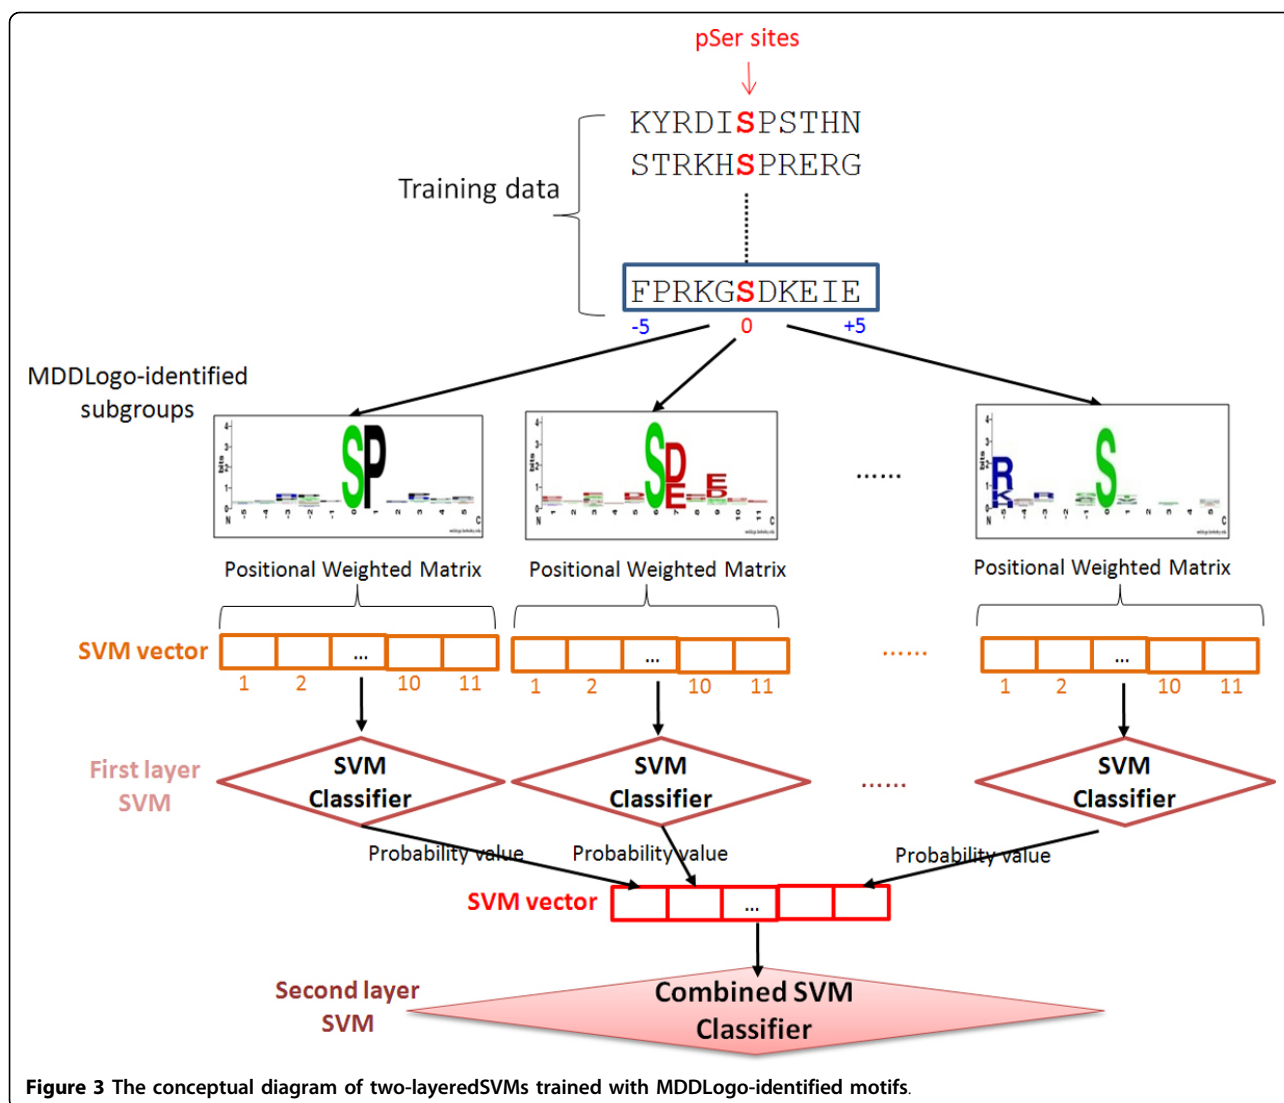 pSer sites
KYRDISPSTHN
STRKHSPRERG
Training data
FPRKGSDKEIE
-5 0 +5
MDDLogo-identified
subgroups
SP
S D E E D
R K S
......
Positional Weighted Matrix Positional Weighted Matrix Positional Weighted Matrix
SVM vector ... ... ...... ...
1 2 10 11 1 2 10 11 1 2 10 11
First layer
SVM
SVM
Classifier
SVM
Classifier
......
SVM
Classifier
Probability value Probability value Probability value
SVM vector ...
Second layer
SVM
Combined SVM
Classifier
Figure 3 The conceptual diagram of two-layeredSVMs trained with MDDLogo-identified motifs.